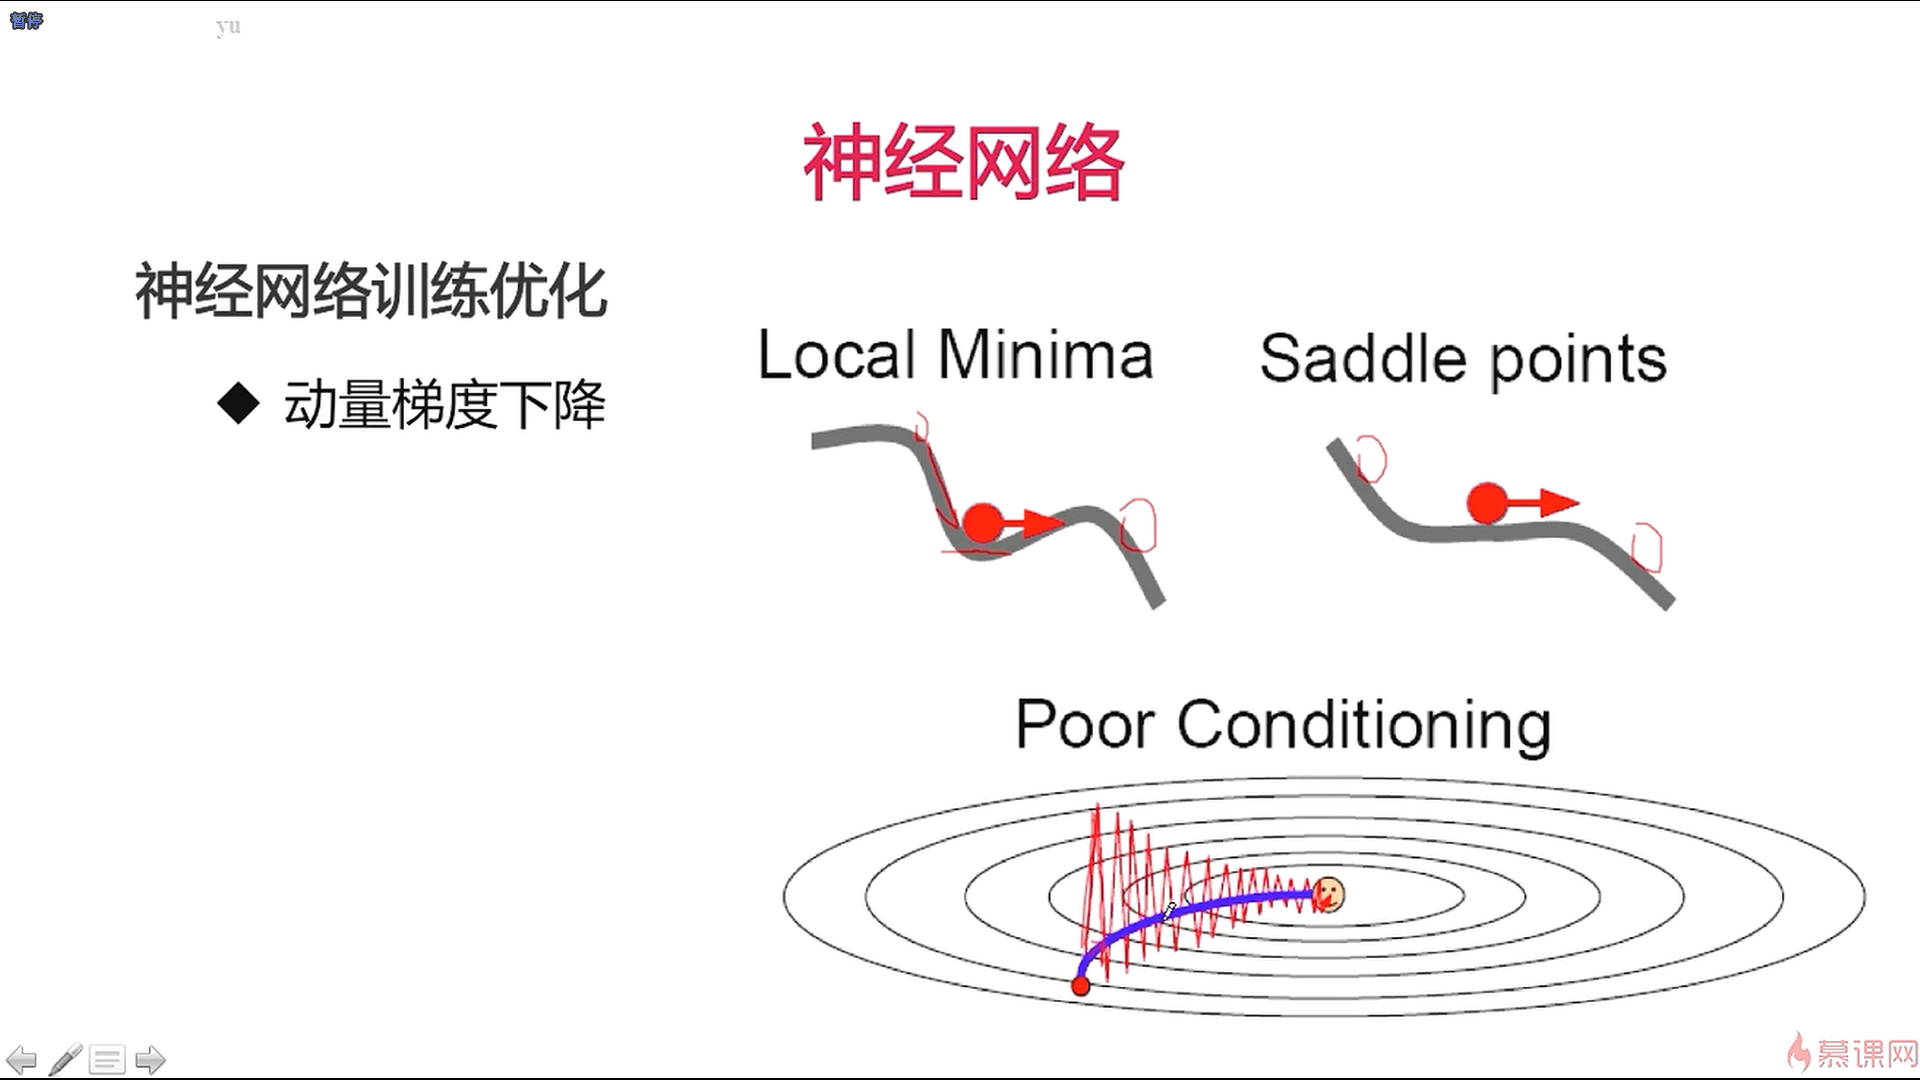 暂停
yu
神经网络
神经网络训练优化
◆ 动量梯度下降
Local Minima
Saddle points
Poor Conditioning
慕课网